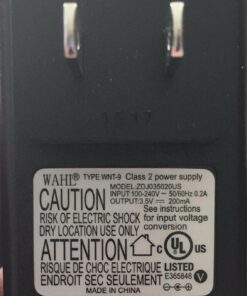 WAHL® TYPE:WNT-9 Class 2 power supply
MODEL:ZDJ035020US
INPUT:100-240V~ 50/60Hz 0.2A
OUTPUT:3.5V 200mA
CAUTION
See instructions
for input voltage
conversion
RISK OF ELECTRIC SHOCK
DRY LOCATION USE ONLY
ATTENTION
RISQUE DE CHOC ELECTRIQUE
ENDROIT SEC SEULEMENT
MADE IN CHINA
C UL US
LISTED
E365848 V